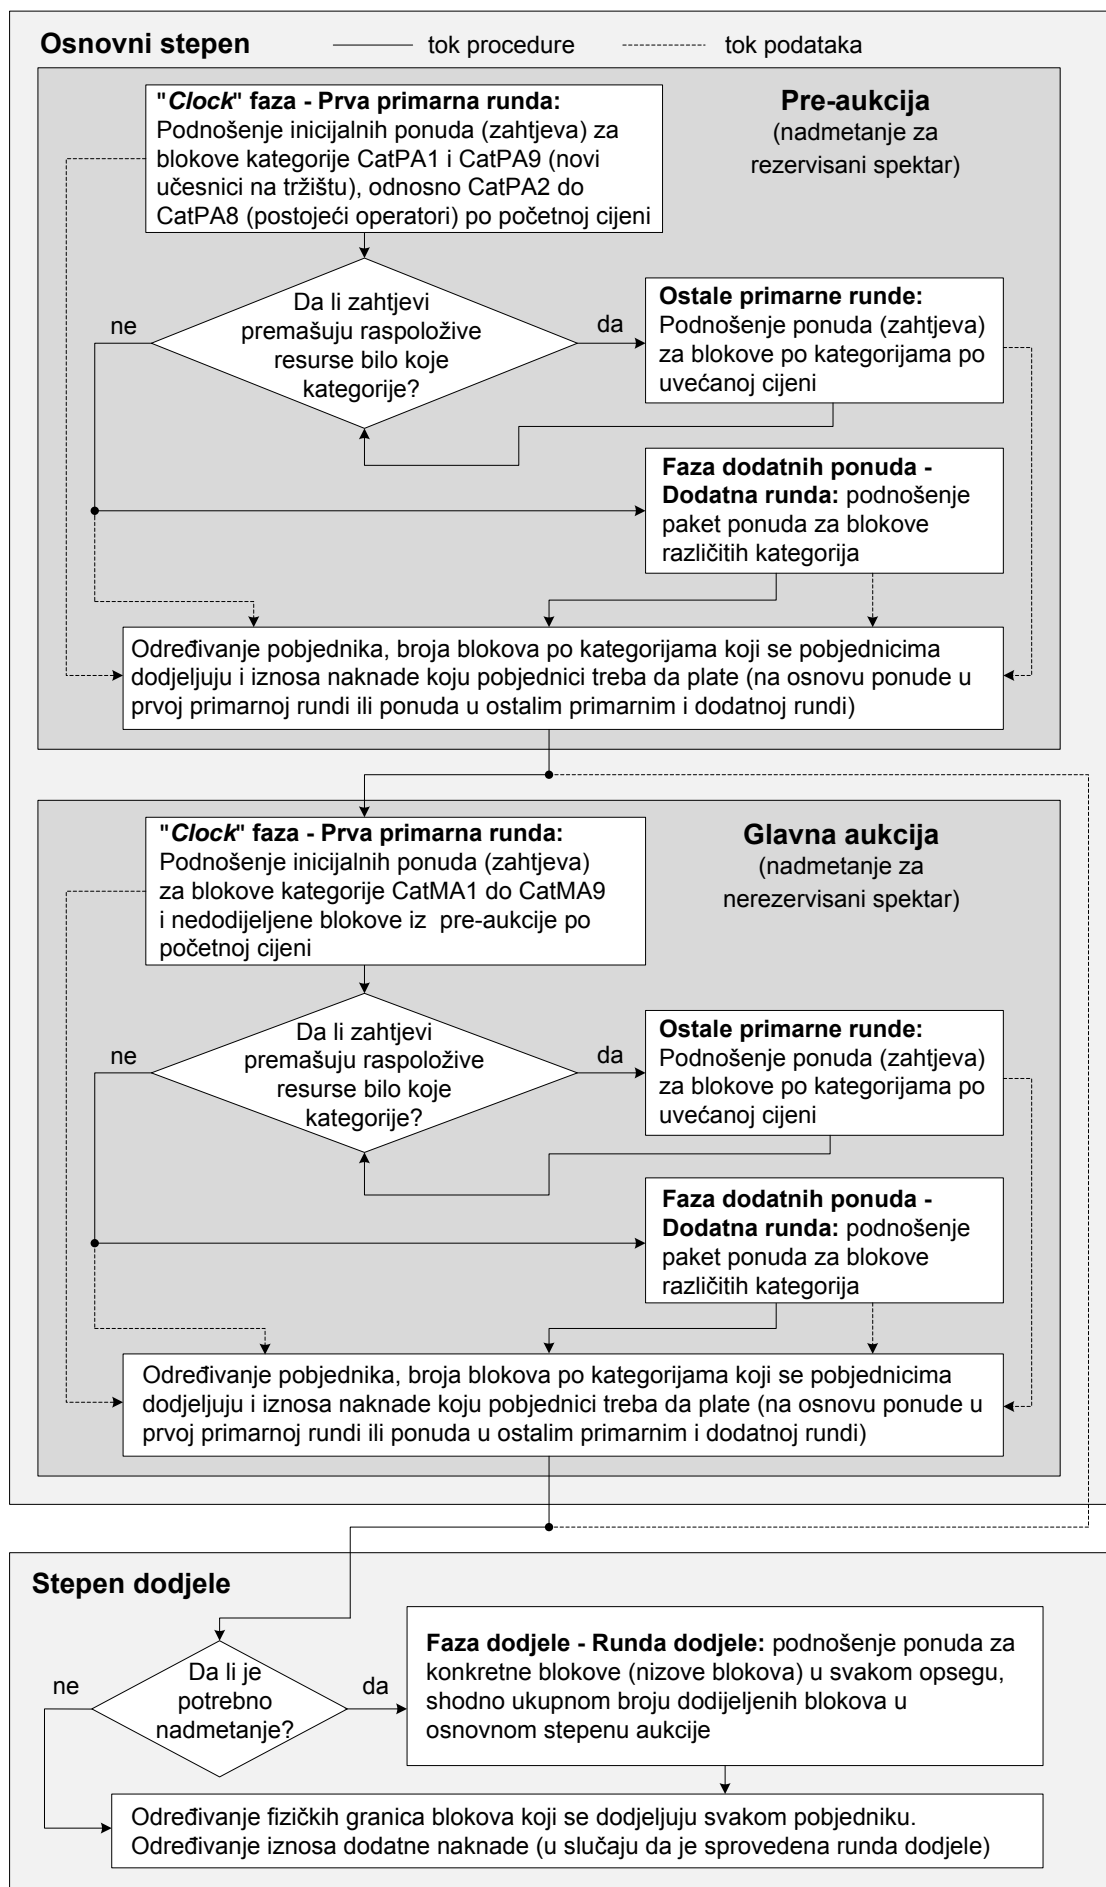 Osnovni stepen
tok procedure
tok podataka
"Clock" faza - Prva primarna runda:
Podnošenje inicijalnih ponuda (zahtjeva) za
blokove kategorije CatPA1 i CatPA9 (novi
učesnici na tržištu), odnosno CatPA2 do
CatPA8 (postojeći operatori) po početnoj cijeni
Pre-aukcija
(nadmetanje za
rezervisani spektar)
Da li zahtjevi
premašuju raspoložive
resurse bilo koje
kategorije?
ne
da
Ostale primarne runde:
Podnošenje ponuda (zahtjeva)
za blokove po kategorijama po
uvećanoj cijeni
Faza dodatnih ponuda -
Dodatna runda: podnošenje
paket ponuda za blokove
različitih kategorija
Određivanje pobjednika, broja blokova po kategorijama koji se pobjednicima
dodjeljuju i iznosa naknade koju pobjednici treba da plate (na osnovu ponude u
prvoj primarnoj rundi ili ponuda u ostalim primarnim i dodatnoj rundi)
"Clock" faza - Prva primarna runda:
Podnošenje inicijalnih ponuda (zahtjeva)
za blokove kategorije CatMA1 do CatMA9
i nedodijeljene blokove iz pre-aukcije po
početnoj cijeni
Glavna aukcija
(nadmetanje za
nerezervisani spektar)
Da li zahtjevi
premašuju raspoložive
resurse bilo koje
kategorije?
ne
da
Ostale primarne runde:
Podnošenje ponuda (zahtjeva)
za blokove po kategorijama po
uvećanoj cijeni
Faza dodatnih ponuda -
Dodatna runda: podnošenje
paket ponuda za blokove
različitih kategorija
Određivanje pobjednika, broja blokova po kategorijama koji se pobjednicima
dodjeljuju i iznosa naknade koju pobjednici treba da plate (na osnovu ponude u
prvoj primarnoj rundi ili ponuda u ostalim primarnim i dodatnoj rundi)
Stepen dodjele
Da li je
potrebno
nadmetanje?
ne
da
Faza dodjele - Runda dodjele: podnošenje ponuda za
konkretne blokove (nizove blokova) u svakom opsegu,
shodno ukupnom broju dodijeljenih blokova u
osnovnom stepenu aukcije
Određivanje fizičkih granica blokova koji se dodjeljuju svakom pobjedniku.
Određivanje iznosa dodatne naknade (u slučaju da je sprovedena runda dodjele)